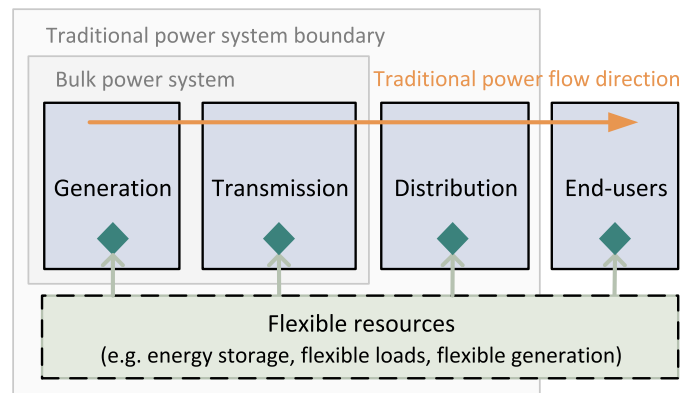 Traditional power system boundary
Bulk power system
Traditional power flow direction
Generation
Transmission
Distribution
End-users
Flexible resources
(e.g. energy storage, flexible loads, flexible generation)